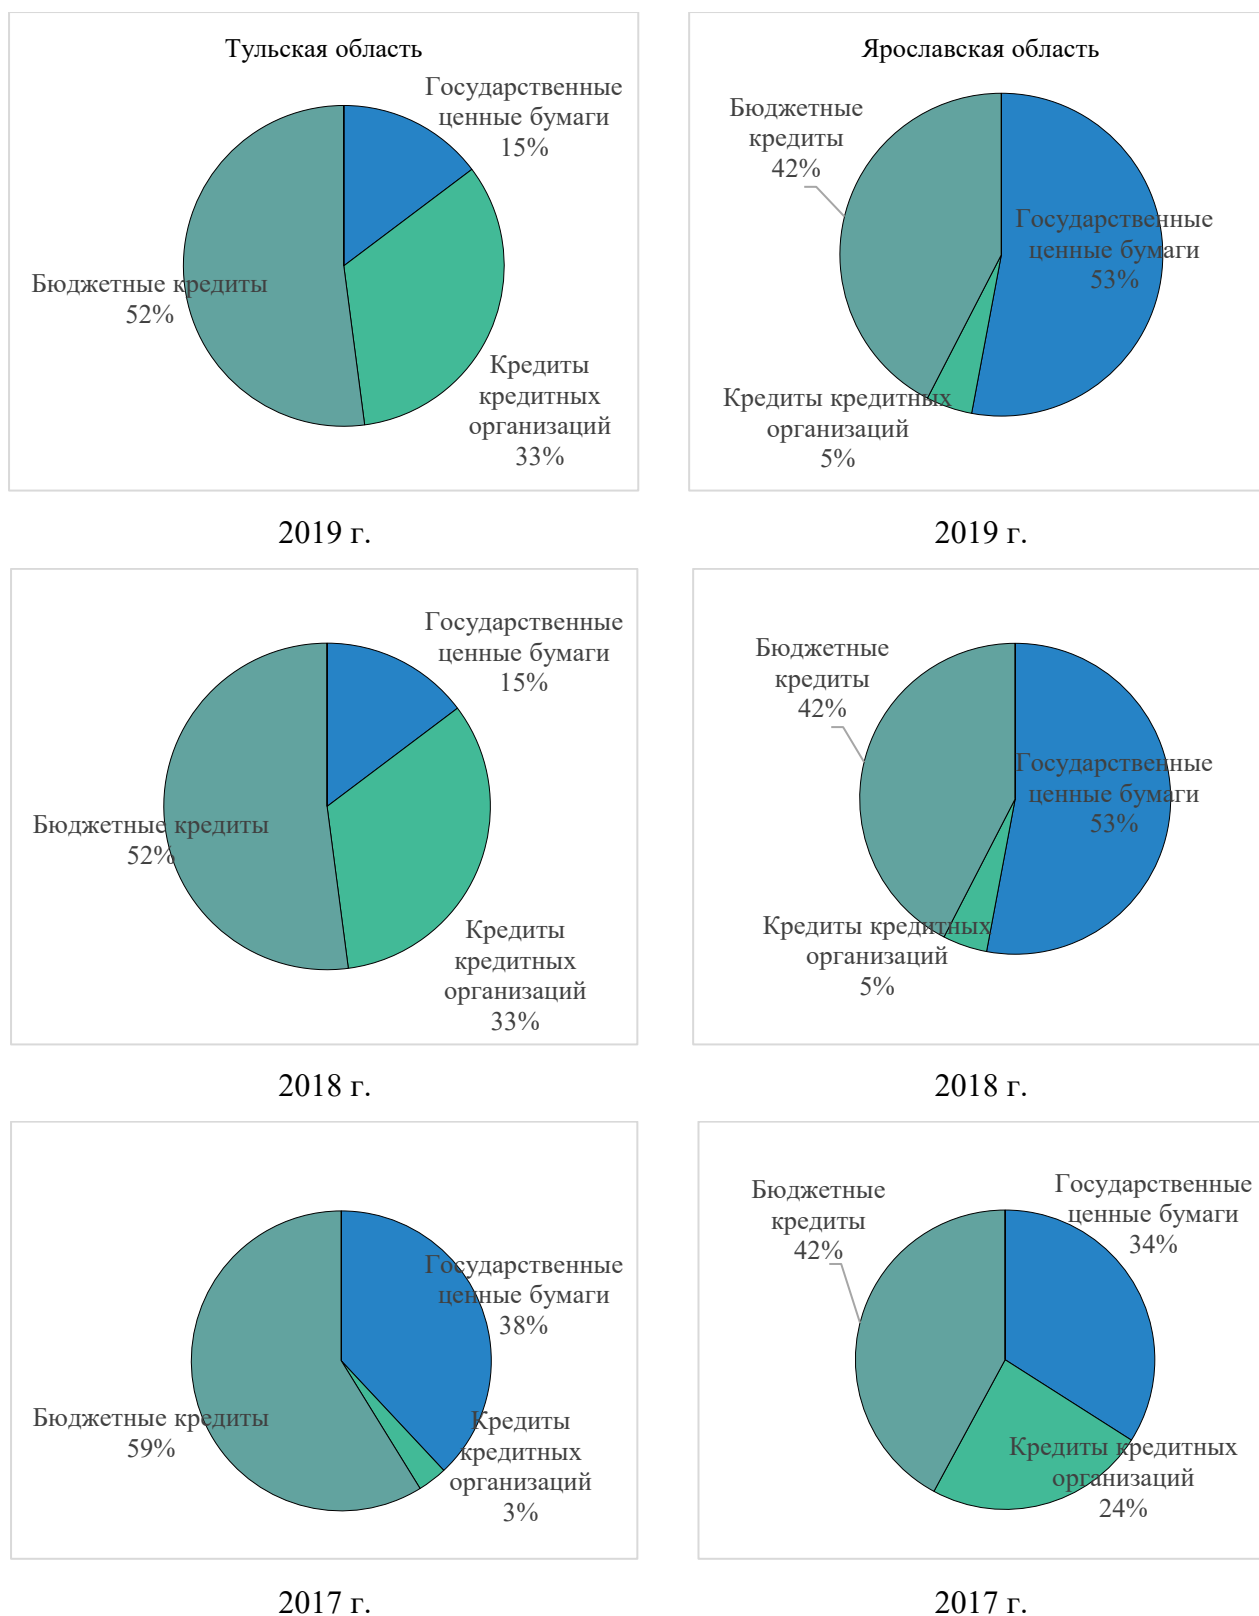 Тульская область
Государственные
ценные бумаги
15%
Бюджетные кредиты
52%
Кредиты
кредитных
организаций
33%
Ярославская область
Бюджетные
кредиты
42%
Государственные
ценные бумаги
53%
Кредиты кредитных
организаций
5%
2019 г.
2019 г.
Государственные
ценные бумаги
15%
Бюджетные кредиты
52%
Кредиты
кредитных
организаций
33%
Бюджетные
кредиты
42%
Государственные
ценные бумаги
53%
Кредиты кредитных
организаций
5%
2018 г.
2018 г.
Государственные
ценные бумаги
38%
Бюджетные кредиты
59%
Кредиты
кредитных
организаций
3%
Бюджетные
кредиты
42%
Государственные
ценные бумаги
34%
Кредиты кредитных
организаций
24%
2017 г.
2017 г.